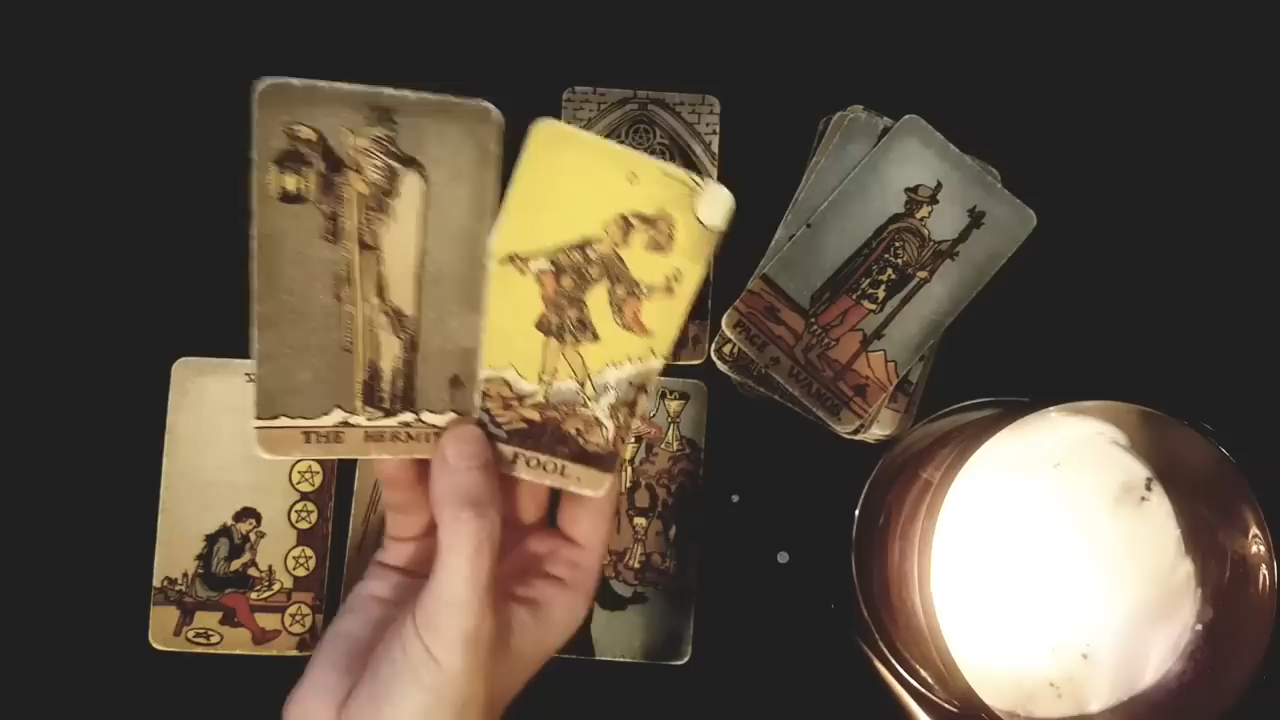 THE HERMIT
FOOL.
PAGE of WANDS.